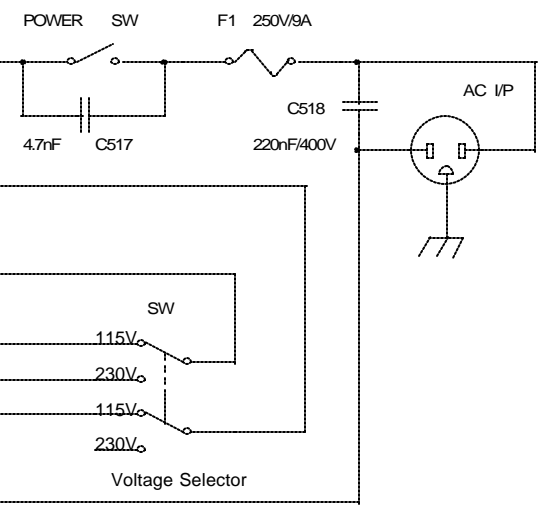 POWER SW F1 250V/9A
AC I/P
C518
4.7nF C517 220nF/400V
SW
115V
230V
115V
230V
Voltage Selector